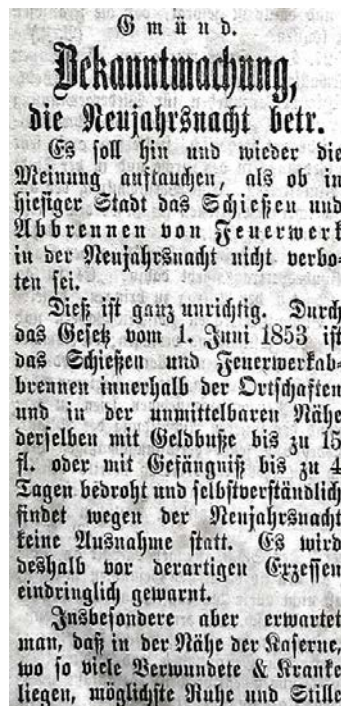 Gmünd.
Bekanntmachung,
die Neujahrsnacht betr.
Es soll hin und wieder die
Meinung auftauchen, als ob in
hiesiger Stadt das Schießen und
Abbrennen von Feuerwerk
in der Neujahrsnacht nicht verbo-
ten sei.
Dieß ist ganz unrichtig. Durch
das Gesetz vom 1. Juni 1853 ist
das Schießen und Feuerwerkab-
brennen innerhalb der Ortschaften
und in der unmittelbaren Nähe
derselben mit Geldbuße bis zu 15
fl. oder mit Gefängniß bis zu 4
Tagen bedroht und selbstverständlich
findet wegen der Neujahrsnacht
keine Ausnahme statt. Es wird
deshalb vor derartigen Exzessen
eindringlich gewarnt.
Insbesondere aber erwartet
man, daß in der Nähe der Kaserne,
wo so viele Verwundete & Kranke
liegen, möglichste Ruhe und Stille